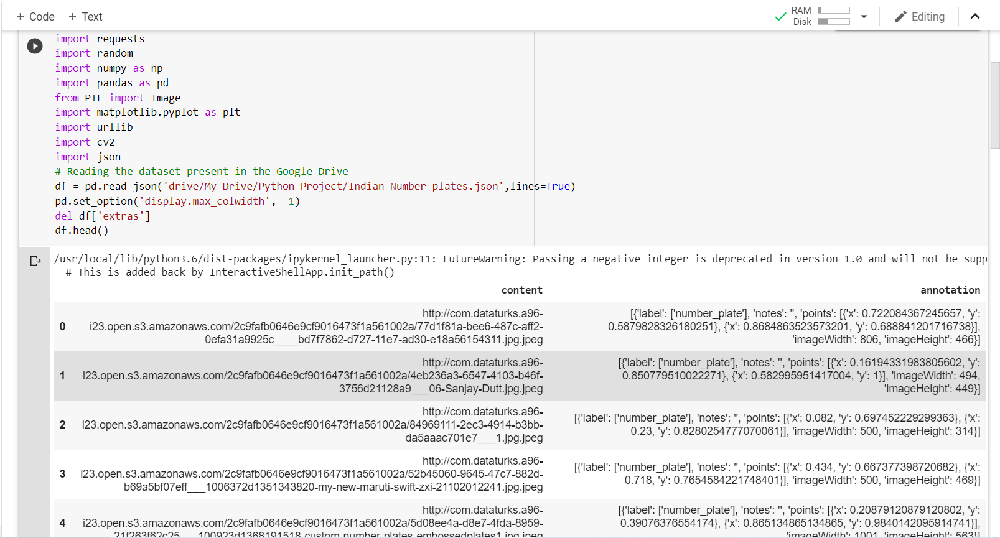 + Code + Text RAM Disk Editing
import requests
import random
import numpy as np
import pandas as pd
from PIL import Image
import matplotlib.pyplot as plt
import urllib
import cv2
import json
# Reading the dataset present in the Google Drive
df = pd.read_json('drive/My Drive/Python_Project/Indian_Number_plates.json',lines=True)
pd.set_option('display.max_colwidth', -1)
del df['extras']
df.head()
/usr/local/lib/python3.6/dist-packages/ipykernel_launcher.py:11: FutureWarning: Passing a negative integer is deprecated in version 1.0 and will not be supp
# This is added back by InteractiveShellApp.init_path()
content annotation
0
http://com.dataturks.a96-
i23.open.s3.amazonaws.com/2c9fafb0646e9cf9016473f1a561002a/77d1f81a-bee6-487c-aff2-
0efa31a9925c____bd7f7862-d727-11e7-ad30-e18a56154311.jpg.jpeg
[{'label': ['number_plate'], 'notes': '', 'points': [{'x': 0.722084367245657, 'y':
0.5879828326180251}, {'x': 0.8684863523573201, 'y': 0.688841201716738}],
'imageWidth': 806, 'imageHeight': 466}]
1
http://com.dataturks.a96-
i23.open.s3.amazonaws.com/2c9fafb0646e9cf9016473f1a561002a/4eb236a3-6547-4103-b46f-
3756d21128a9___06-Sanjay-Dutt.jpg.jpeg
[{'label': ['number_plate'], 'notes': '', 'points': [{'x': 0.16194331983805602, 'y':
0.850779510022271}, {'x': 0.582995951417004, 'y': 1}], 'imageWidth': 494,
'imageHeight': 449}]
2
http://com.dataturks.a96-
i23.open.s3.amazonaws.com/2c9fafb0646e9cf9016473f1a561002a/84969111-2ec3-4914-b3bb-
da5aaac701e7___1.jpg.jpeg
[{'label': ['number_plate'], 'notes': '', 'points': [{'x': 0.082, 'y': 0.697452229299363}, {'x':
0.23, 'y': 0.8280254777070061}], 'imageWidth': 500, 'imageHeight': 314}]
3
http://com.dataturks.a96-
i23.open.s3.amazonaws.com/2c9fafb0646e9cf9016473f1a561002a/52b45060-9645-47c7-882d-
b69a5bf07eff___1006372d1351343820-my-new-maruti-swift-zxi-21102012241.jpg.jpeg
[{'label': ['number_plate'], 'notes': '', 'points': [{'x': 0.434, 'y': 0.667377398720682}, {'x':
0.718, 'y': 0.7654584221748401}], 'imageWidth': 500, 'imageHeight': 469}]
4
http://com.dataturks.a96-
i23.open.s3.amazonaws.com/2c9fafb0646e9cf9016473f1a561002a/5d08ee4a-d8e7-4fda-8959-
21f263f62c25___100923d1368191518-custom-number-plates-embossedplates1.jpg.jpeg
[{'label': ['number_plate'], 'notes': '', 'points': [{'x': 0.20879120879120802, 'y':
0.39076376554174}, {'x': 0.865134865134865, 'y': 0.9840142095914741}],
'imageWidth': 1001, 'imageHeight': 563}]